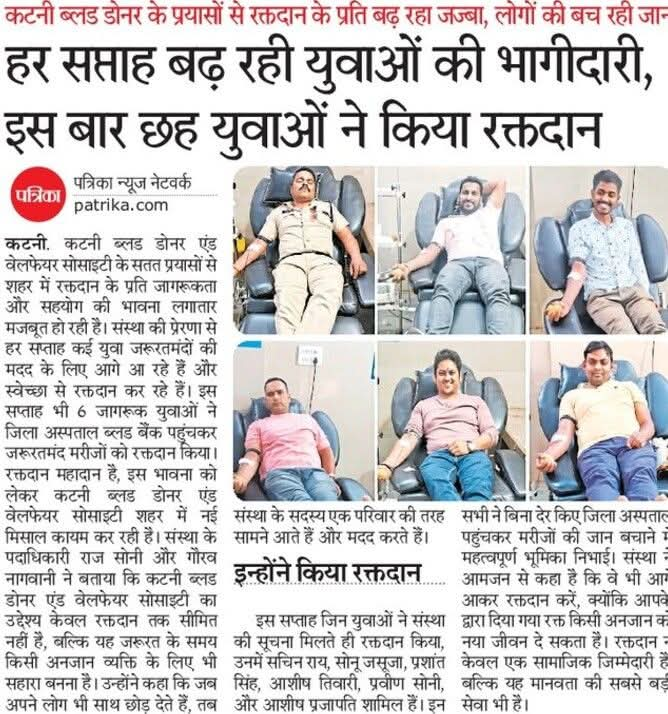 कटनी ब्लड डोनर के प्रयासों से रक्तदान के प्रति बढ़ रहा जज्बा, लोगों की बच रही जान
हर सप्ताह बढ़ रही युवाओं की भागीदारी,
इस बार छह युवाओं ने किया रक्तदान
पत्रिका
पत्रिका न्यूज नेटवर्क
patrika.com
कटनी. कटनी ब्लड डोनर एंड
वेलफेयर सोसाइटी के सतत प्रयासों से
शहर में रक्तदान के प्रति जागरूकता
और सहयोग की भावना लगातार
मजबूत हो रही है। संस्था की प्रेरणा से
हर सप्ताह कई युवा जरूरतमंदों की
मदद के लिए आगे आ रहे हैं और
स्वेच्छा से रक्तदान कर रहे हैं। इस
सप्ताह भी 6 जागरूक युवाओं ने
जिला अस्पताल ब्लड बैंक पहुंचकर
जरूरतमंद मरीजों को रक्तदान किया।
रक्तदान महादान है, इस भावना को
लेकर कटनी ब्लड डोनर एंड
वेलफेयर सोसाइटी शहर में नई
मिसाल कायम कर रही है। संस्था के
पदाधिकारी राज सोनी और गौरव
नागवानी ने बताया कि कटनी ब्लड
डोनर एंड वेलफेयर सोसाइटी का
उद्देश्य केवल रक्तदान तक सीमित
नहीं है, बल्कि यह जरूरत के समय
किसी अनजान व्यक्ति के लिए भी
सहारा बनना है। उन्होंने कहा कि जब
अपने लोग भी साथ छोड़ देते हैं, तब
संस्था के सदस्य एक परिवार की तरह
सामने आते हैं और मदद करते हैं।
इन्होंने किया रक्तदान
इस सप्ताह जिन युवाओं ने संस्था
की सूचना मिलते ही रक्तदान किया,
उनमें सचिन राय, सोनू जसूजा, प्रशांत
सिंह, आशीष तिवारी, प्रवीण सोनी,
और आशीष प्रजापति शामिल हैं। इन
सभी ने बिना देर किए जिला अस्पताल
पहुंचकर मरीजों की जान बचाने में
महत्वपूर्ण भूमिका निभाई। संस्था
आमजन से कहा है कि वे भी आगे
आकर रक्तदान करें, क्योंकि आपके
द्वारा दिया गया रक्त किसी अनजान को
नया जीवन दे सकता है। रक्तदान
केवल एक सामाजिक जिम्मेदारी है
बल्कि यह मानवता की सबसे बड़ी
सेवा भी है।